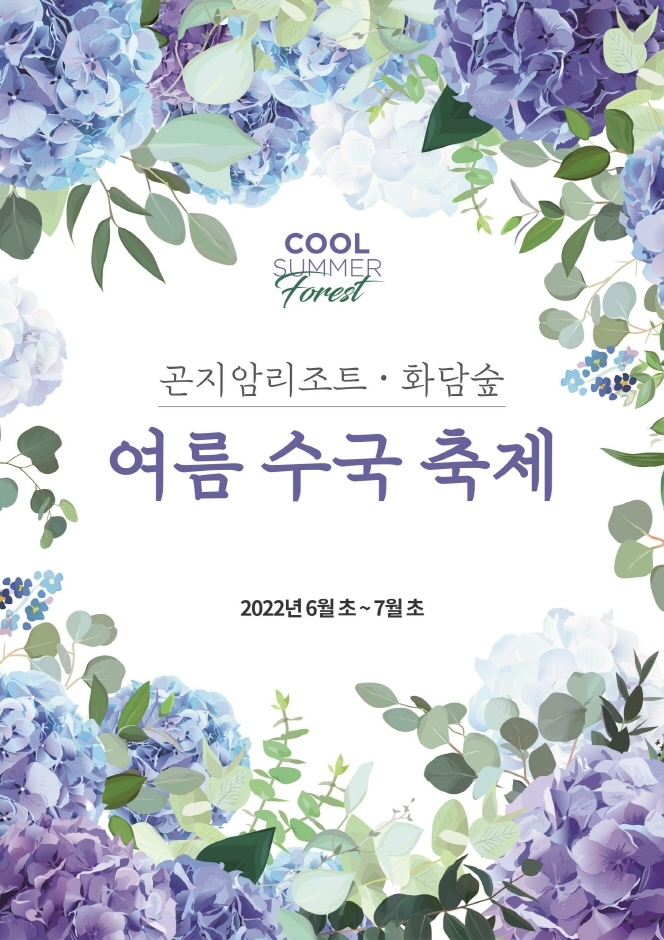 COOL
SUMMER
Forest
곤지암리조트 · 화담숲
여름 수국 축제
2022년 6월 초 ~ 7월 초